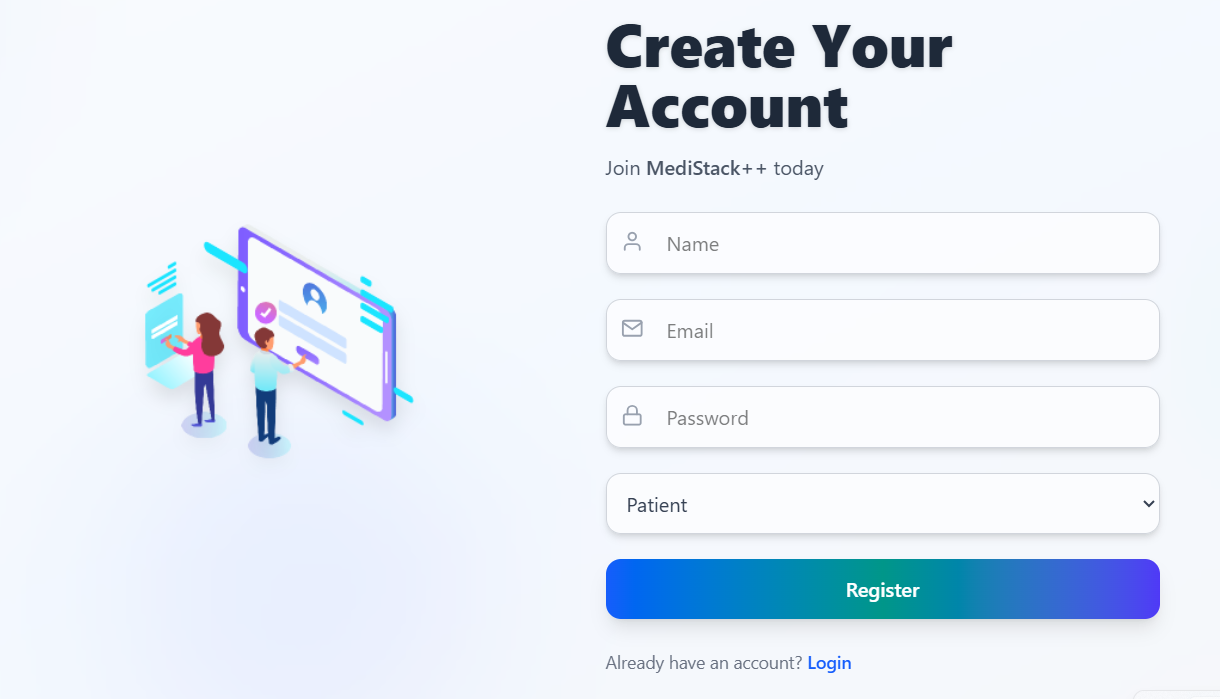 Create Your
Account
Join MediStack++ today
Name
Email
Password
Patient
Register
Already have an account? Login